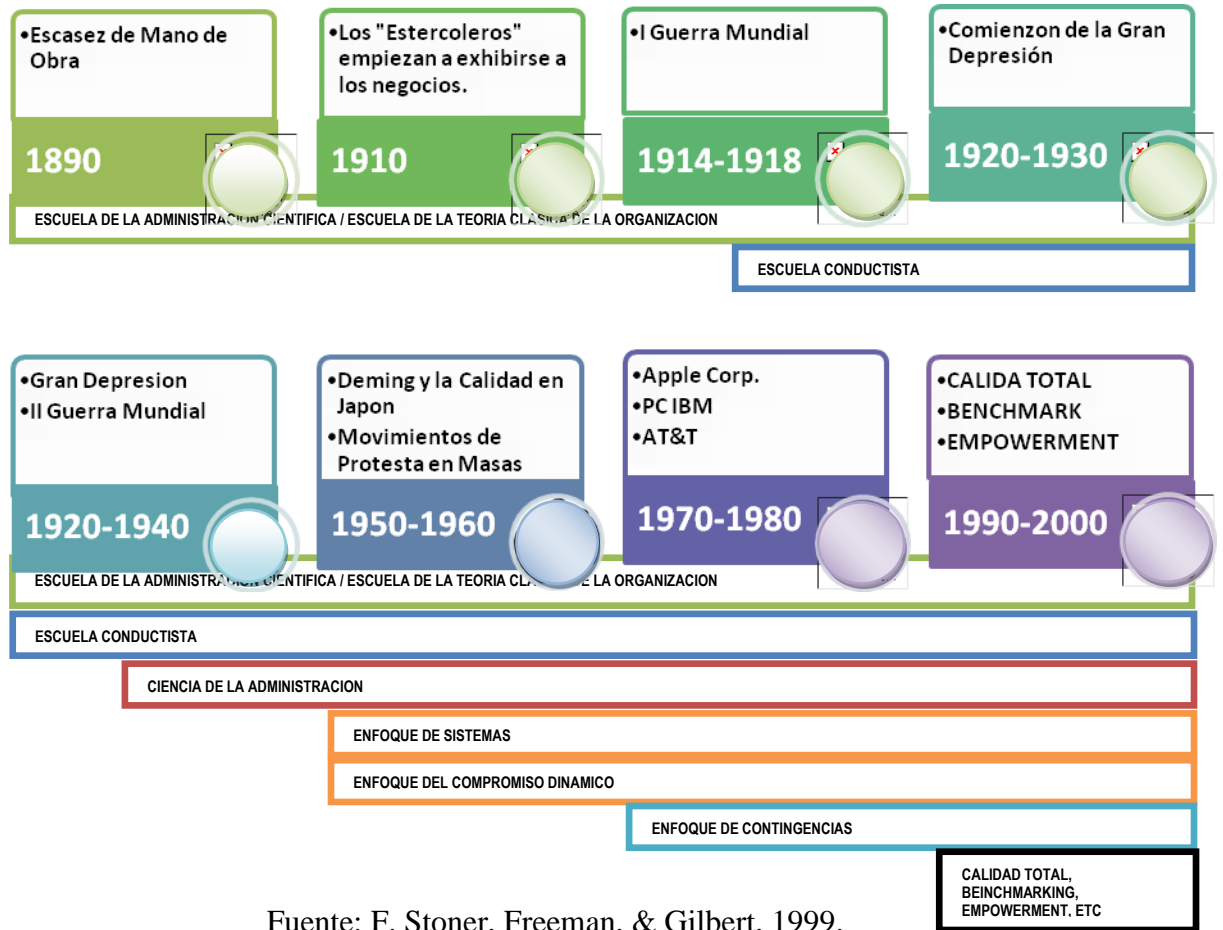 •Escasez de Mano de
Obra
1890
•Los "Estercoleros"
empiezan a exhibirse a
los negocios.
1910
•I Guerra Mundial
1914-1918
•Comienzon de la Gran
Depresión
1920-1930
ESCUELA DE LA ADMINISTRACION CIENTIFICA / ESCUELA DE LA TEORIA CLASICA DE LA ORGANIZACION
ESCUELA CONDUCTISTA
•Gran Depresion
•II Guerra Mundial
1920-1940
•Deming y la Calidad en
Japon
•Movimientos de
Protesta en Masas
1950-1960
•Apple Corp.
•PC IBM
•AT&T
1970-1980
•CALIDA TOTAL
•BENCHMARK
•EMPOWERMENT
1990-2000
ESCUELA DE LA ADMINISTRACION CIENTIFICA / ESCUELA DE LA TEORIA DE LA ORGANIZACION
ESCUELA CONDUCTISTA
CIENCIA DE LA ADMINISTRACION
ENFOQUE DE SISTEMAS
ENFOQUE DEL COMPROMISO DINAMICO
ENFOQUE DE CONTINGENCIAS
CALIDAD TOTAL,
BEINCHMARKING,
EMPOWERMENT, ETC
Fuente: F. Stoner, Freeman, & Gilbert, 1999.